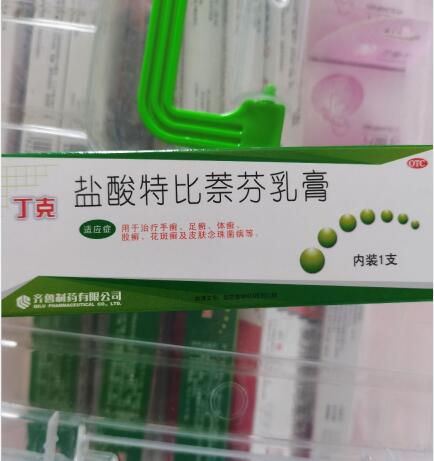 丁克
盐酸特比萘芬乳膏
OTC
适应症
用于治疗手癣、足癣、体癣、
股癣、花斑癣及皮肤念珠菌病等。
内装1支
齐鲁制药有限公司
QILU PHARMACEUTICAL CO., LTD.